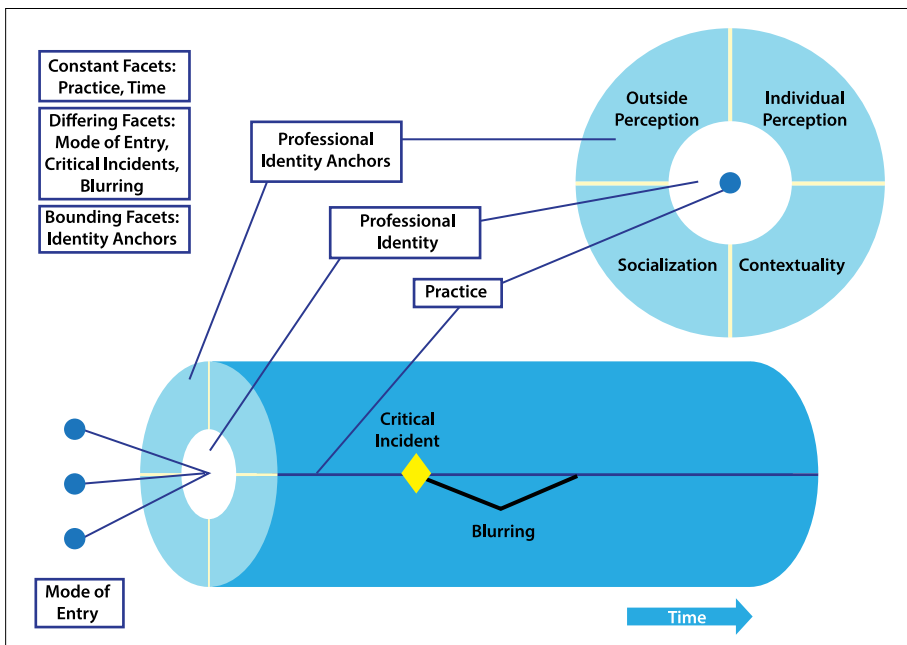 Constant Facets:
Practice, Time
Differing Facets:
Mode of Entry,
Critical Incidents,
Blurring
Bounding Facets:
Identity Anchors
Professional
Identity Anchors
Professional
Identity
Practice
Outside
Perception
Individual
Perception
Socialization
Contextuality
Critical
Incident
Blurring
Mode of
Entry
Time